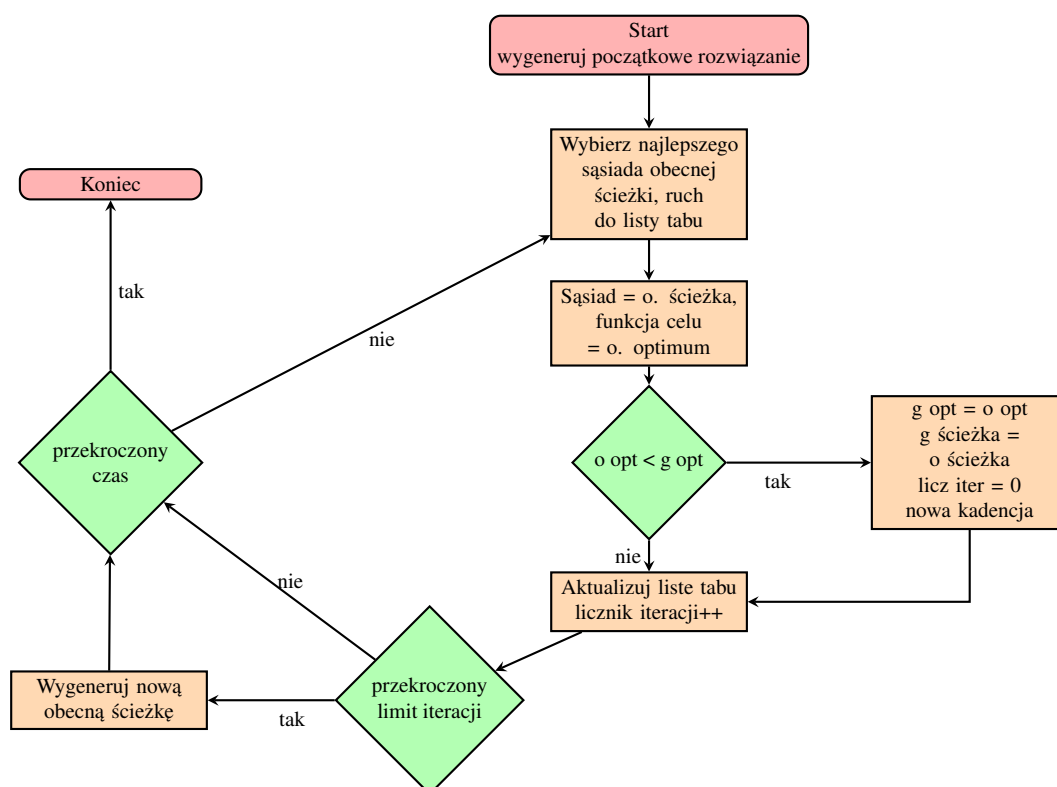 Start
wygeneruj początkowe rozwiązanie
Wybierz najlepszego
sąsiada obecnej
ścieżki, ruch
do listy tabu
Koniec
tak
nie
Sąsiad = o. ścieżka,
funkcja celu
= o. optimum
przekroczony
czas
o opt < g opt
tak
g opt = o opt
g ścieżka =
o ścieżka
licz iter = 0
nowa kadencja
nie
Aktualizuj liste tabu
licznik iteracji++
nie
przekroczony
limit iteracji
tak
Wygeneruj nową
obecną ścieżkę